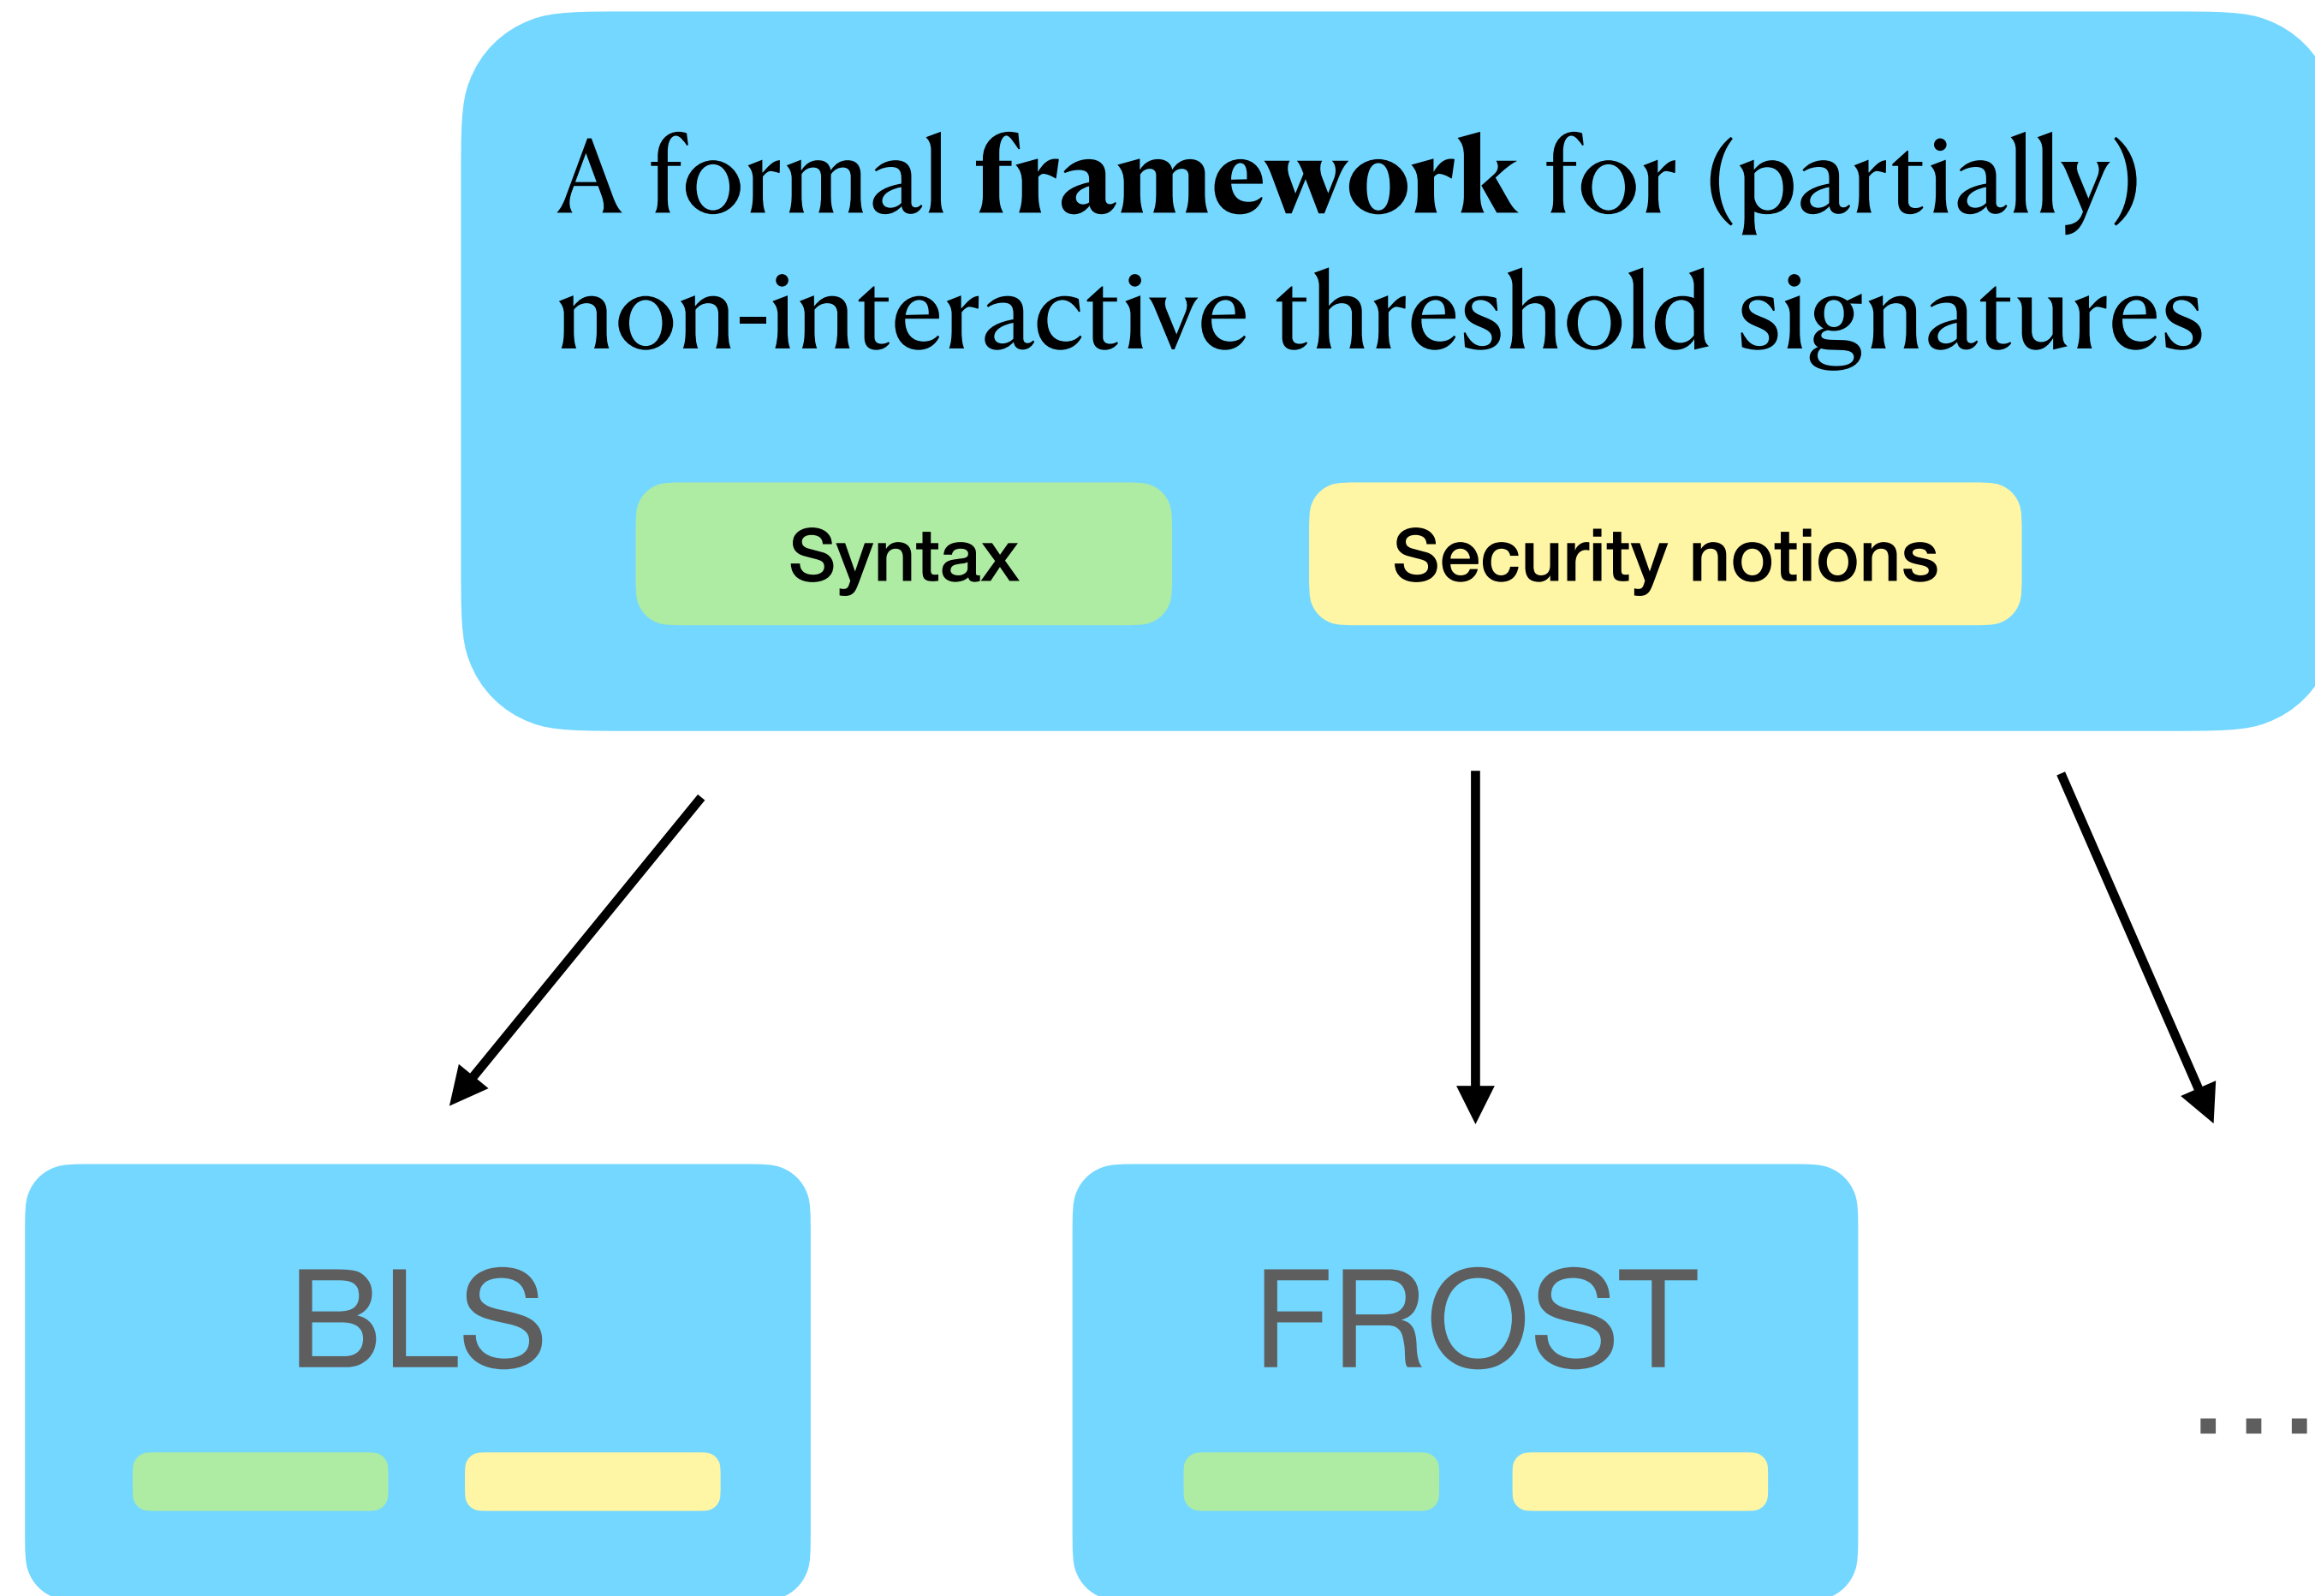 A formal framework for (partially)
non-interactive threshold signatures
Syntax
Security notions
BLS
FROST
...